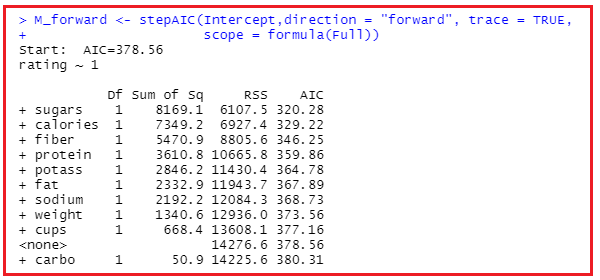 > M_forward <- stepAIC(Intercept,direction = "forward", trace = TRUE,
+                      scope = formula(Full))
Start:  AIC=378.56
rating ~ 1

           Df Sum of Sq     RSS    AIC
+ sugars    1    8169.1  6107.5 320.28
+ calories  1    7349.2  6927.4 329.22
+ fiber     1    5470.9  8805.6 346.25
+ protein   1    3610.8 10665.8 359.86
+ potass    1    2846.2 11430.4 364.78
+ fat       1    2332.9 11943.7 367.89
+ sodium    1    2192.2 12084.3 368.73
+ weight    1    1340.6 12936.0 373.56
+ cups      1     668.4 13608.1 377.16
<none>                  14276.6 378.56
+ carbo     1      50.9 14225.6 380.31